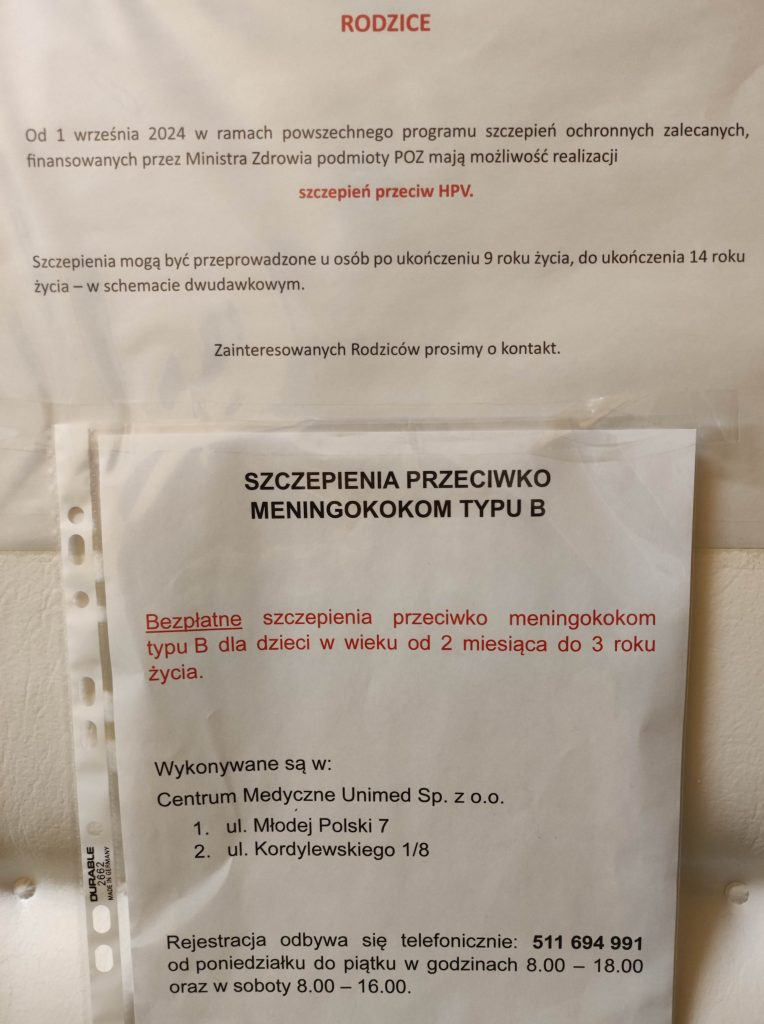 RODZICE
Od 1 września 2024 w ramach powszechnego programu szczepień ochronnych zalecanych,
finansowanych przez Ministra Zdrowia podmioty POZ mają możliwość realizacji
szczepień przeciw HPV.
Szczepienia mogą być przeprowadzone u osób po ukończeniu 9 roku życia, do ukończenia 14 roku
życia – w schemacie dwudawkowym.
Zainteresowanych Rodziców prosimy o kontakt.
SZCZEPIENIA PRZECIWKO
MENINGOKOKOM TYPU B
Bezpłatne szczepienia przeciwko meningokokom
typu B dla dzieci w wieku od 2 miesiąca do 3 roku
życia.
Wykonywane są w:
Centrum Medyczne Unimed Sp. z o.o.
1. ul. Młodej Polski 7
2. ul. Kordylewskiego 1/8
Rejestracja odbywa się telefonicznie: 511 694 991
od poniedziałku do piątku w godzinach 8.00 – 18.00
oraz w soboty 8.00 – 16.00.
DURABLE
2662
MADE IN GERMANY